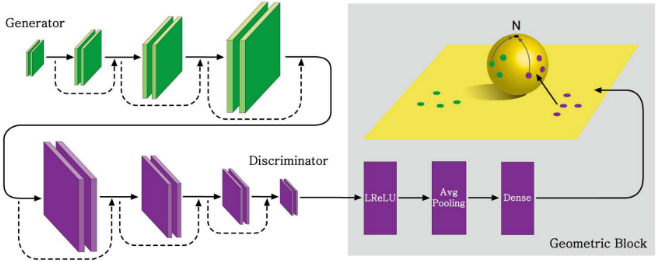 Generator
N
Discriminator
LReLU
Avg
Pooling
Dense
Geometric Block